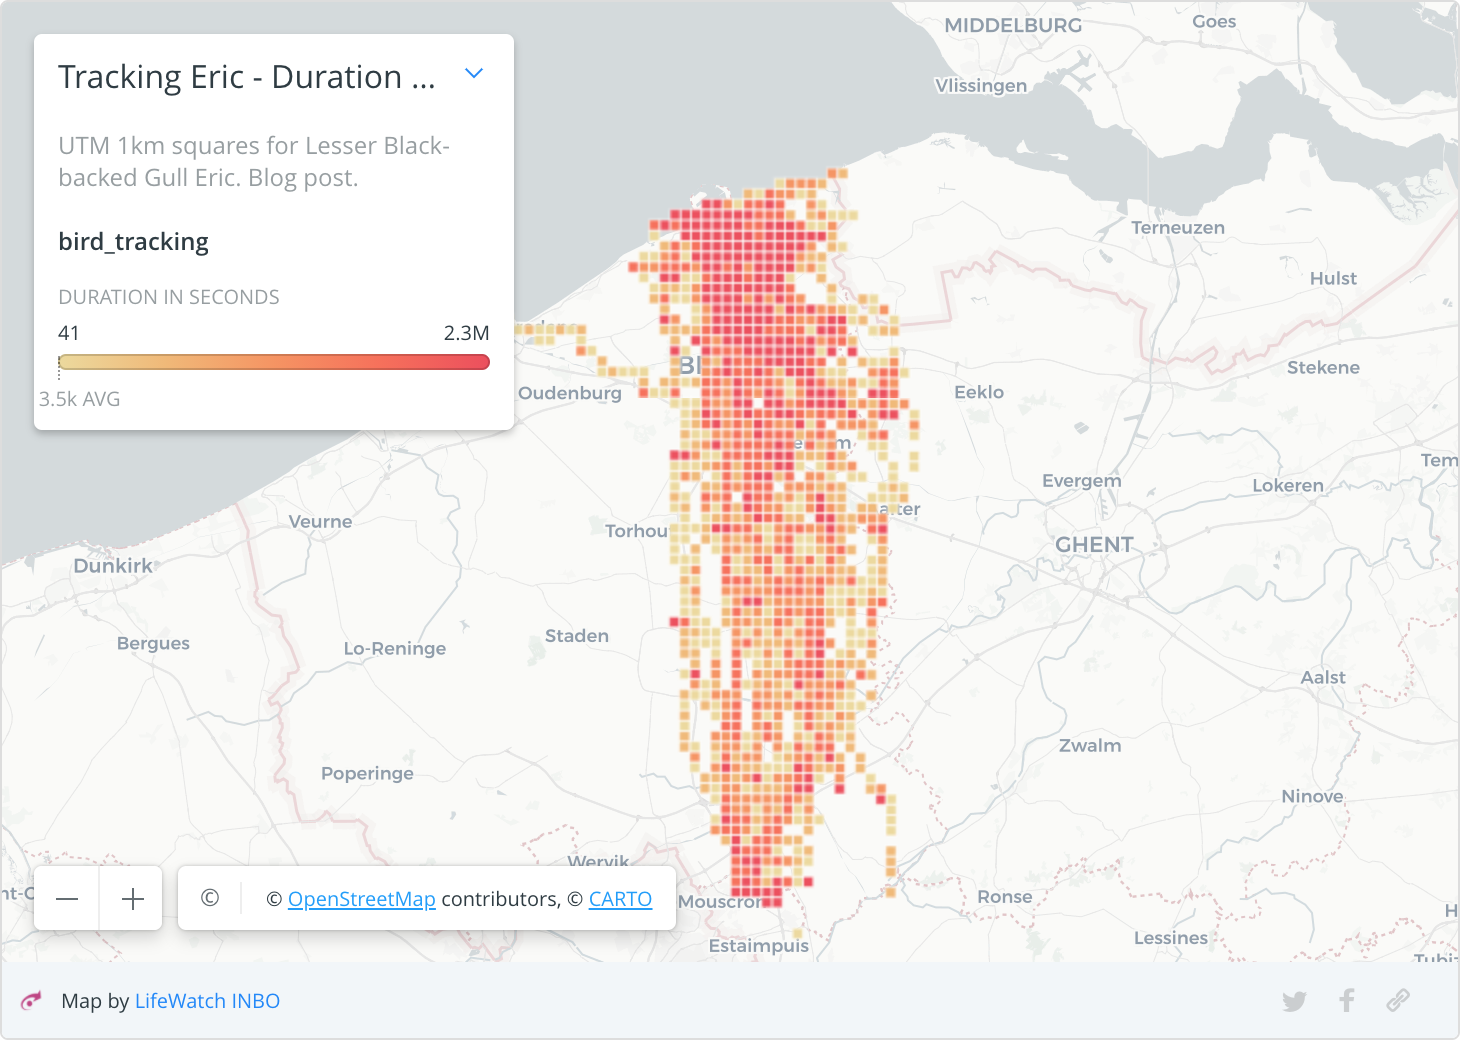 MIDDELBURG
Goes
Vlissingen
Tracking Eric - Duration ...
UTM 1km squares for Lesser Black-
backed Gull Eric. Blog post.
bird_tracking
DURATION IN SECONDS
41 2.3M
3.5k AVG
Terneuzen
Hulst
Stekene
Bl
Oudenburg
Eeklo
Tem
Evergem
Lokeren
Veurne
alter
Torhou
GHENT
Dunkirk
Staden
Bergues
Lo-Reninge
Aalst
Zwalm
Poperinge
Ninove
Wervik
nt-O
© © OpenStreetMap contributors, © CARTO
Mouscron
Ronse
Estaimpuis
Lessines
H
Tubi
Map by LifeWatch INBO